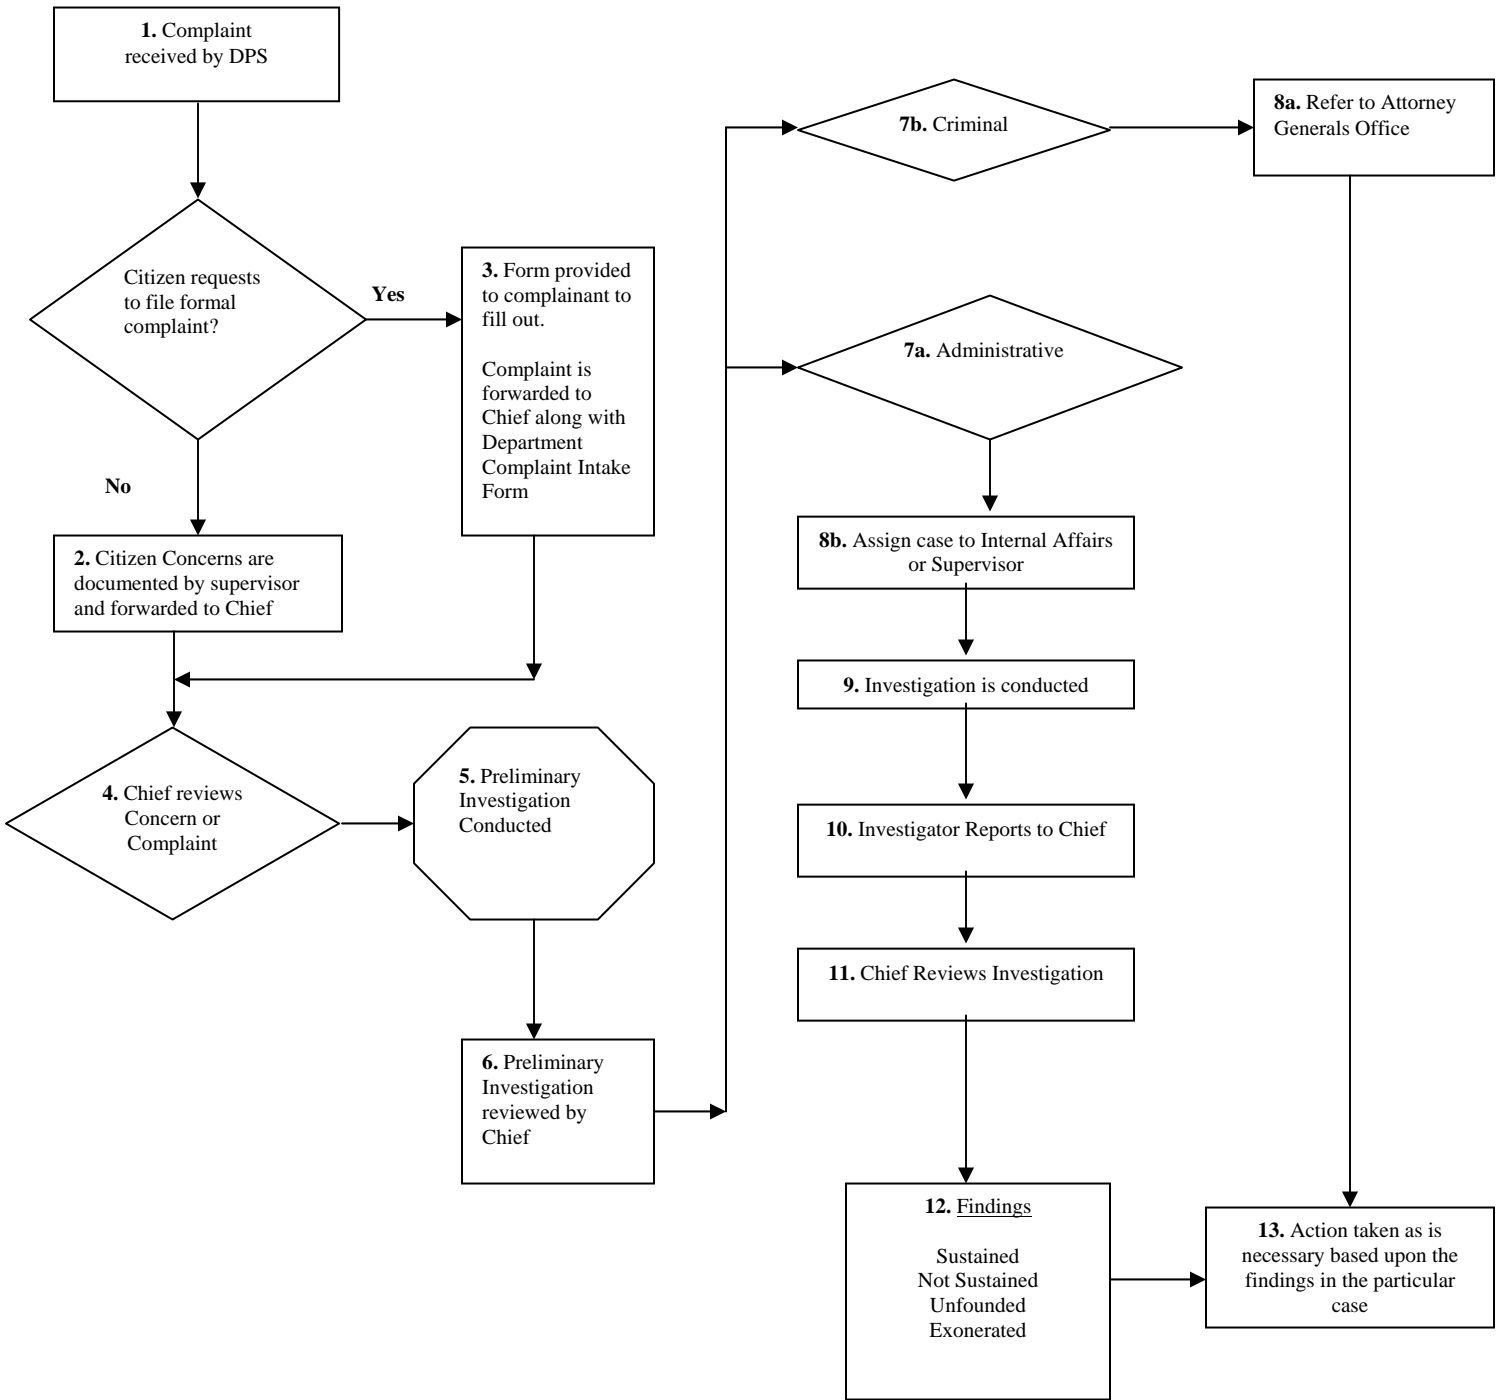 1. Complaint
received by DPS
Citizen requests
to file formal
complaint?
Yes
No
2. Citizen Concerns are
documented by supervisor
and forwarded to Chief
3. Form provided
to complainant to
fill out.
Complaint is
forwarded to
Chief along with
Department
Complaint Intake
Form
4. Chief reviews
Concern or
Complaint
5. Preliminary
Investigation
Conducted
6. Preliminary
Investigation
reviewed by
Chief
7b. Criminal
8a. Refer to Attorney
Generals Office
7a. Administrative
8b. Assign case to Internal Affairs
or Supervisor
9. Investigation is conducted
10. Investigator Reports to Chief
11. Chief Reviews Investigation
12. Findings
Sustained
Not Sustained
Unfounded
Exonerated
13. Action taken as is
necessary based upon the
findings in the particular
case